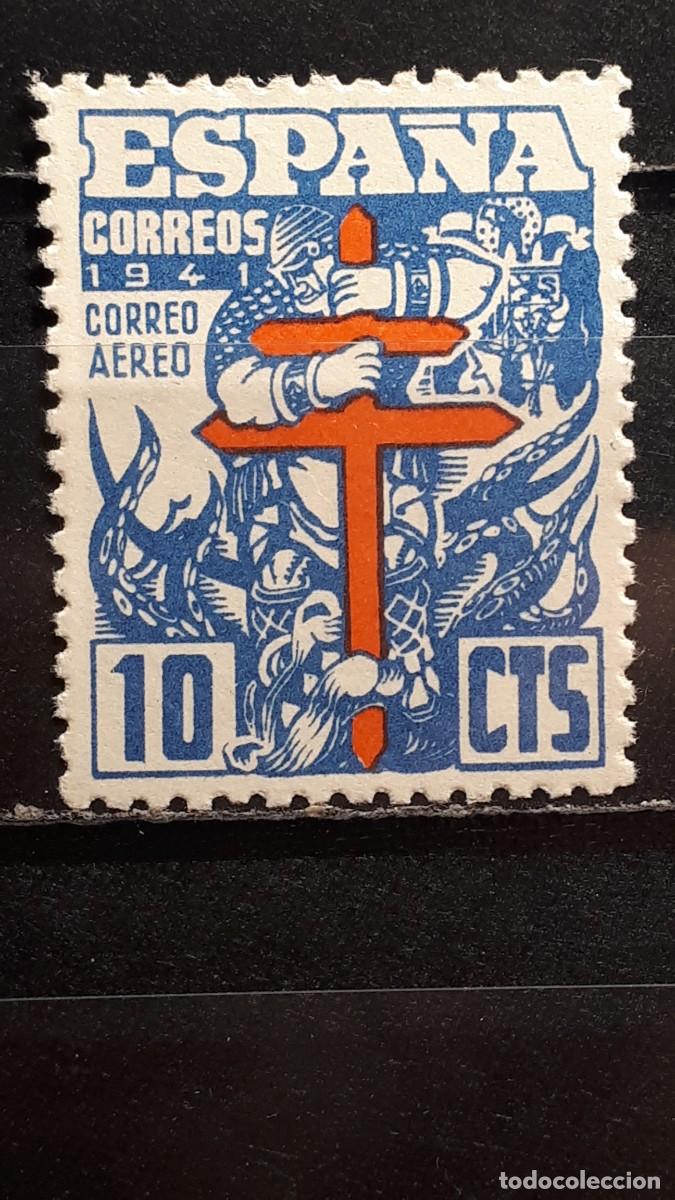 ESPAÑA
CORREOS
1941
CORREO
AEREO
10 CTS
todocoleccion